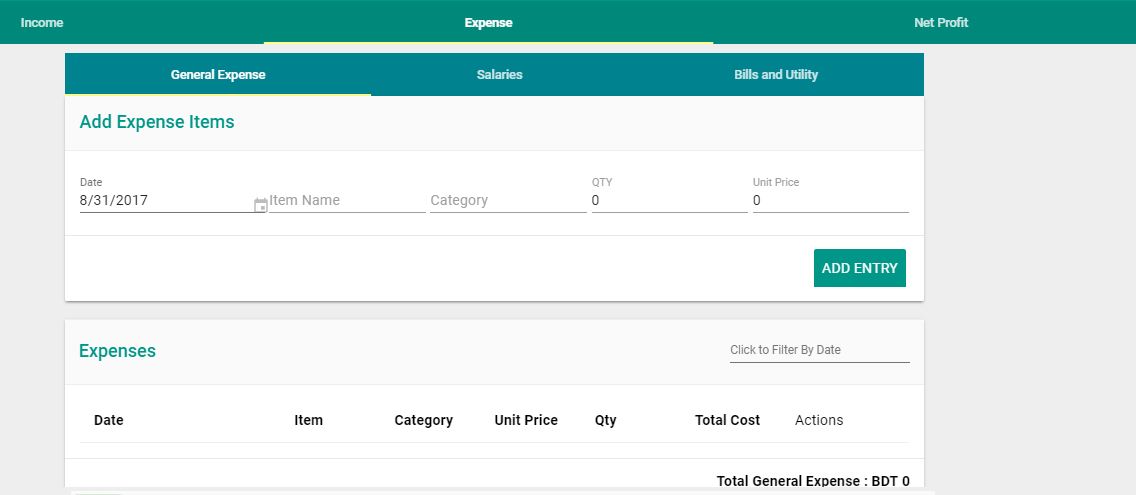 Income Expense Net Profit
General Expense Salaries Bills and Utility
Add Expense Items
Date QTY Unit Price
8/31/2017 Item Name Category 0 0
ADD ENTRY
Expenses Click to Filter By Date
Date Item Category Unit Price Qty Total Cost Actions
Total General Expense : BDT 0